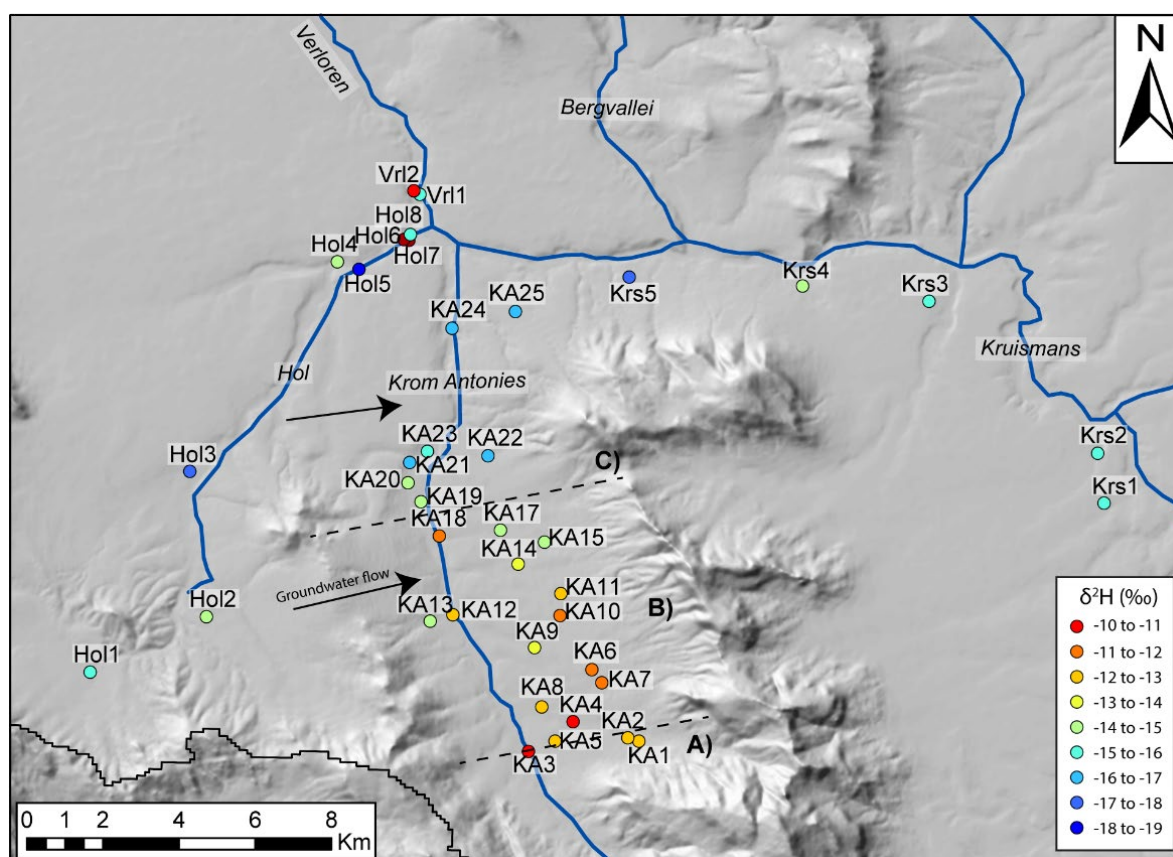 N
Verloren
Bergvallei
Vrl2
Vrl1
Hol8
Hol6
Hol7
Hol4
Hol5
KA25
KA24
Krs5
Krs4
Krs3
Kruismans
Hol
Krom Antonies
Hol3
KA23
KA22
KA21
KA20
KA19
KA18
C)
Krs2
Krs1
KA17
KA15
KA14
Groundwater flow
Hol2
KA13
KA12
KA11
KA10
B)
KA9
Hol1
KA6
KA7
KA8
KA4
KA2
KA5
KA1
KA3
A)
δ²H (‰)
-10 to -11
-11 to -12
-12 to -13
-13 to -14
-14 to -15
-15 to -16
-16 to -17
-17 to -18
-18 to -19
0 1 2 4 6 8
Km